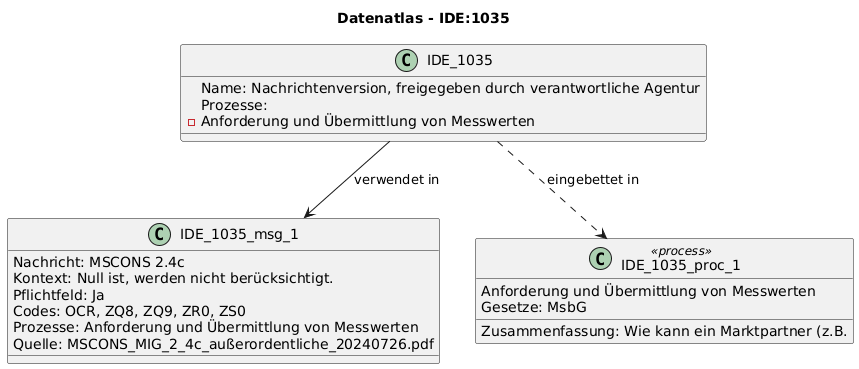 Datenatlas - IDE:1035
C IDE_1035
Name: Nachrichtenversion, freigegeben durch verantwortliche Agentur
Prozesse:
Anforderung und Übermittlung von Messwerten
verwendet in
eingebettet in
C IDE_1035_msg_1
Nachricht: MSCONS 2.4c
Kontext: Null ist, werden nicht berücksichtigt.
Pflichtfeld: Ja
Codes: OCR, ZQ8, ZQ9, ZR0, ZS0
Prozesse: Anforderung und Übermittlung von Messwerten
Quelle: MSCONS_MIG_2_4c_außerordentliche_20240726.pdf
«process»
C IDE_1035_proc_1
Anforderung und Übermittlung von Messwerten
Gesetze: MsbG
Zusammenfassung: Wie kann ein Marktpartner (z.B.